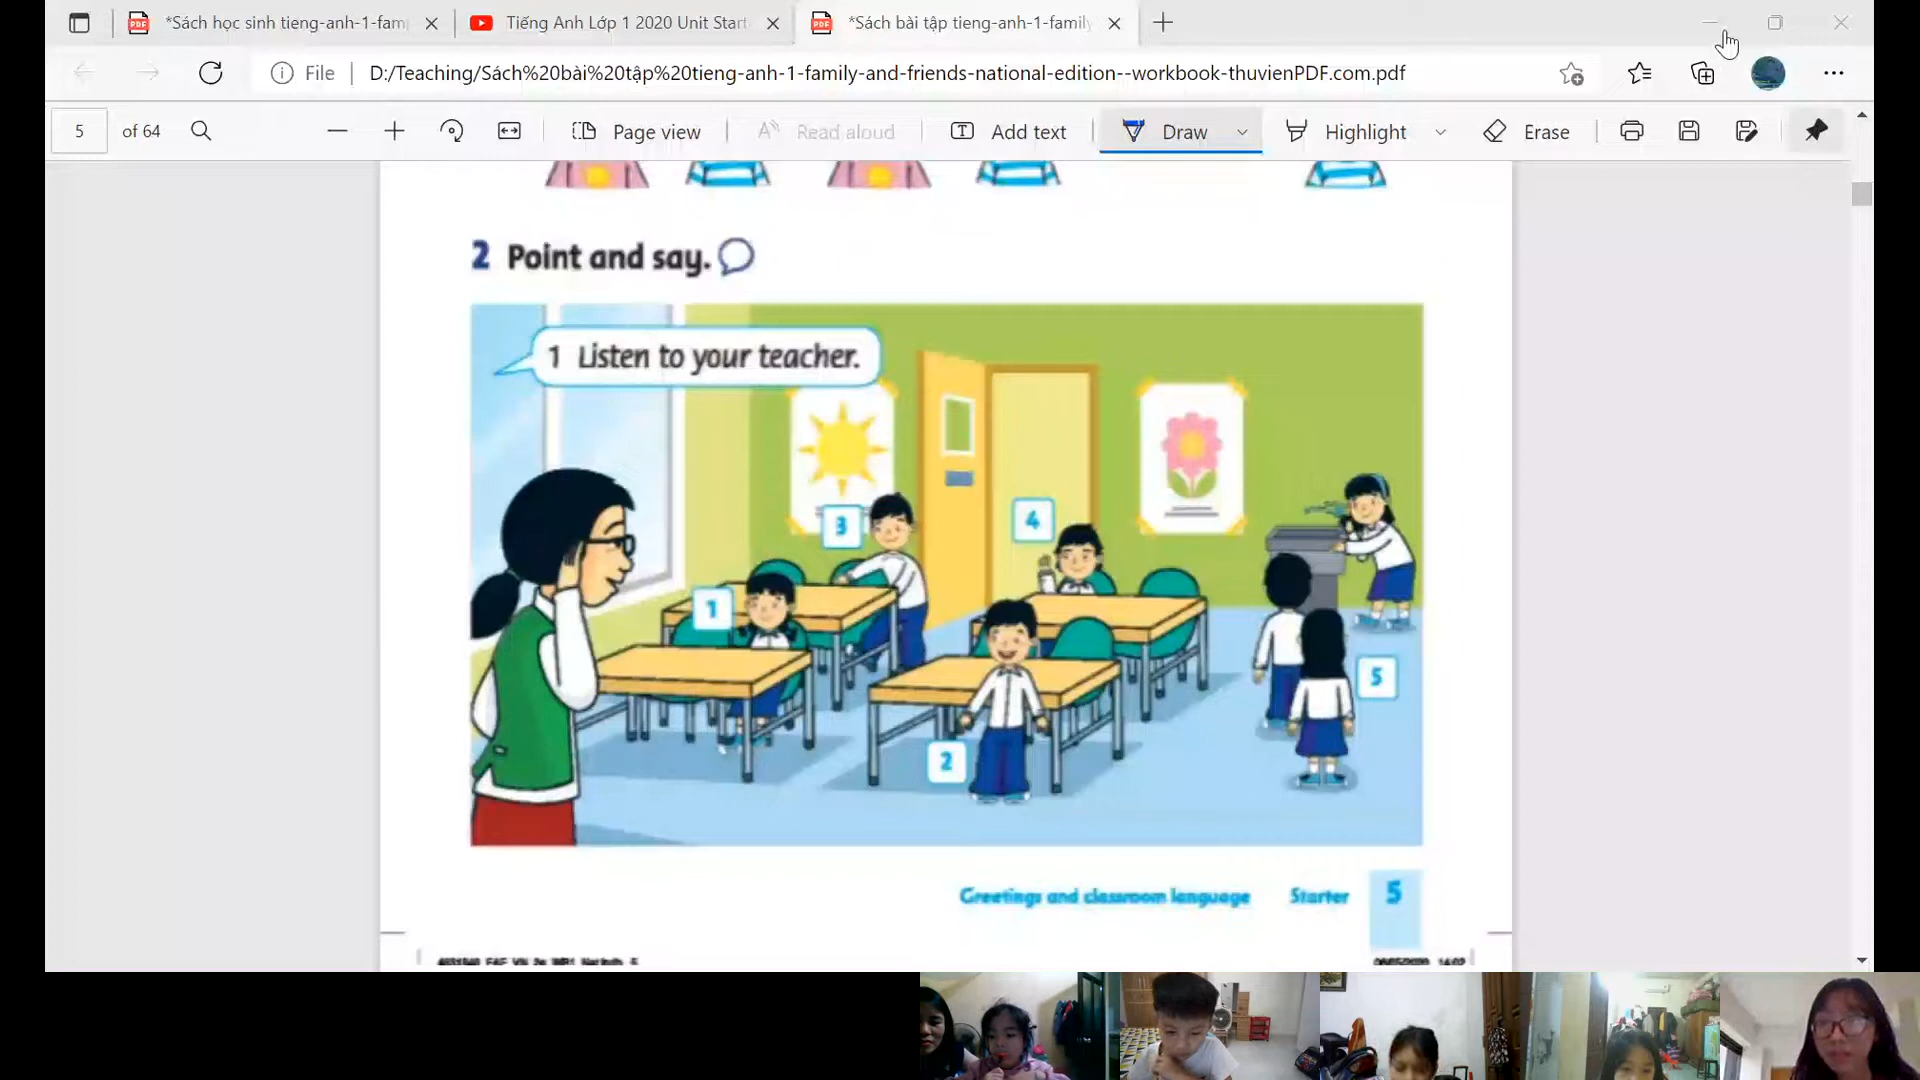 *Sách học sinh tieng-anh-1-fam
Tiếng Anh Lớp 1 2020 Unit Start
*Sách bài tập tieng-anh-1-family
File
D:/Teaching/Sách%20bài%20tập%20tieng-anh-1-family-and-friends-national-edition--workbook-thuvienPDF.com.pdf
5 of 64
Page view
Read aloud
Add text
Draw
Highlight
Erase
2 Point and say.
1 Listen to your teacher.
3
4
1
5
2
Greetings and classroom language Starter 5